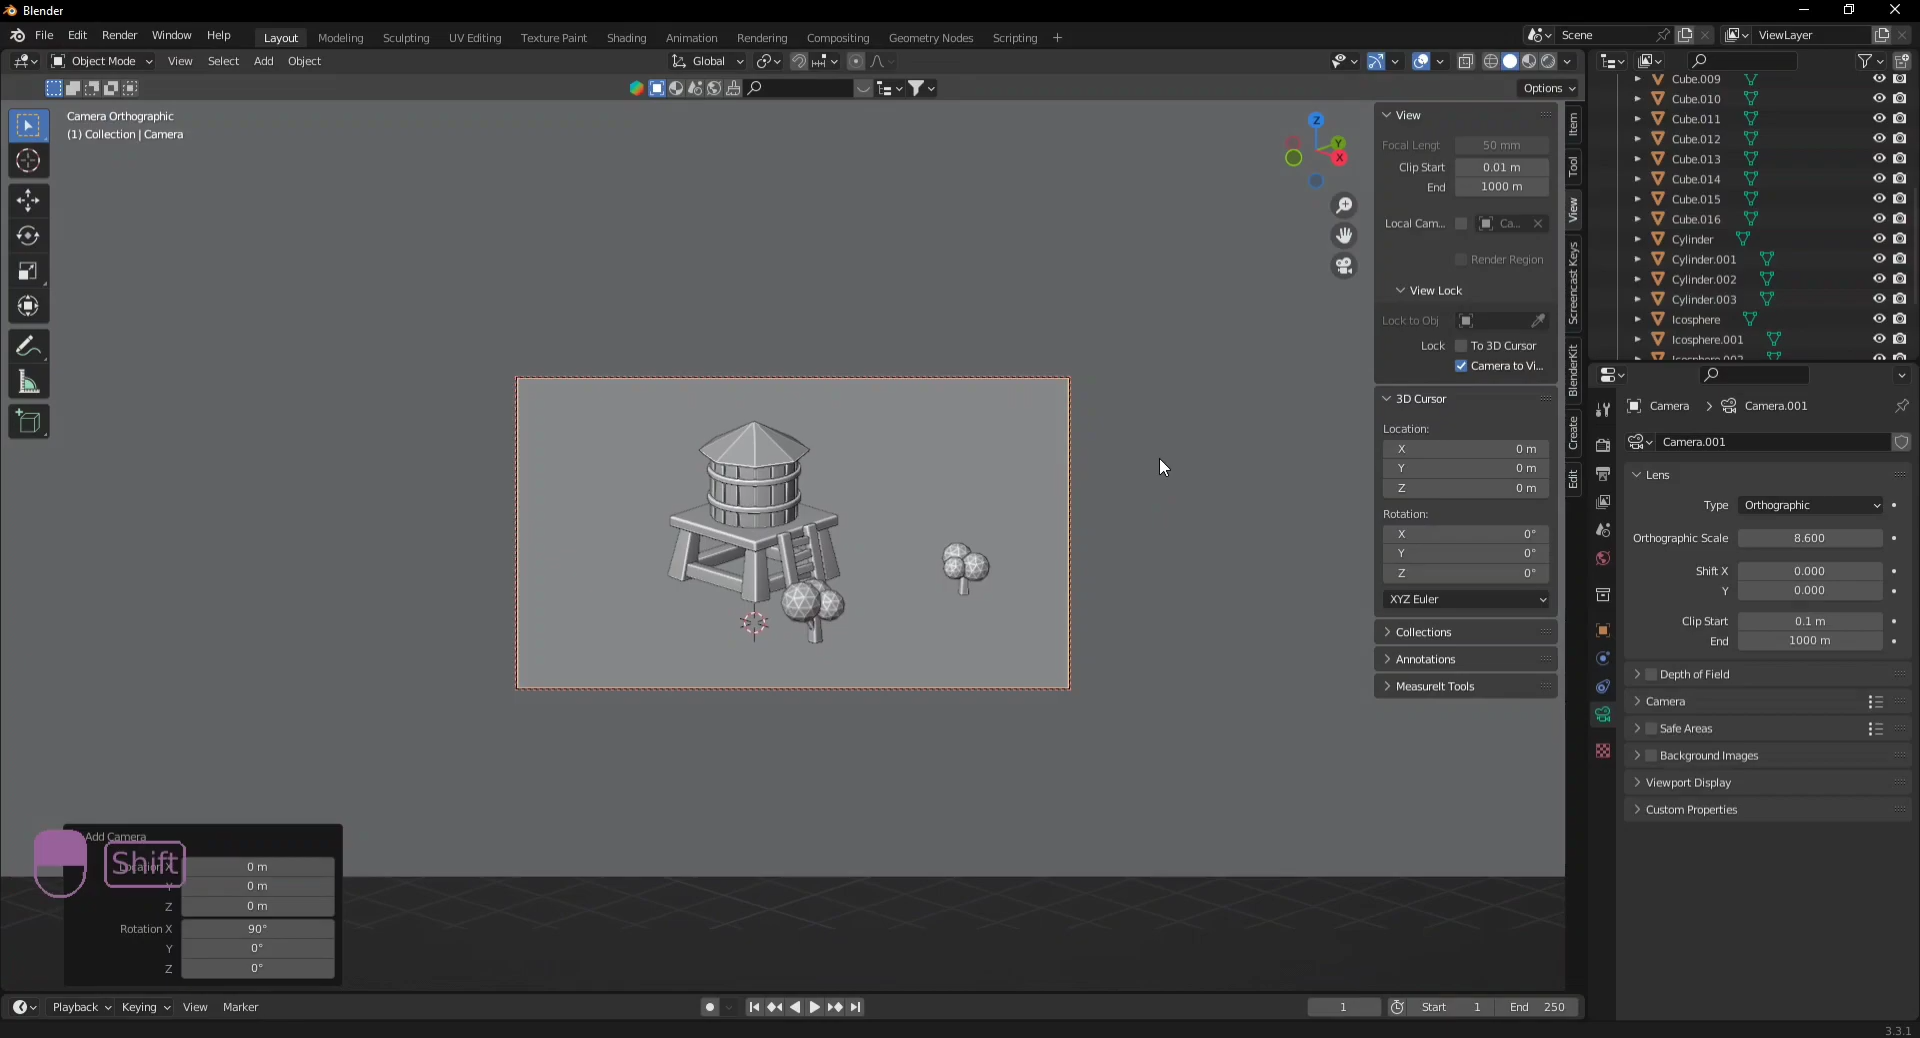 Blender
File Edit Render Window Help
Layout Modeling Sculpting UV Editing Texture Paint Shading Animation Rendering Compositing Geometry Nodes Scripting +
Scene
ViewLayer
Object Mode View Select Add Object
Global
Options
Camera Orthographic
(1) Collection | Camera
Z
Y
X
View
Focal Lengt 50 mm
Clip Start 0.01 m
End 1000 m
Local Cam... Ca...
Render Region
View Lock
Lock to Obj
Lock To 3D Cursor
Camera to Vi...
3D Cursor
Location:
X 0 m
Y 0 m
Z 0 m
Rotation:
X 0°
Y 0°
Z 0°
XYZ Euler
Collections
Annotations
MeasureIt Tools
Item
Tool
View
Screencast Keys
BlenderKit
Create
Edit
Cube.009
Cube.010
Cube.011
Cube.012
Cube.013
Cube.014
Cube.015
Cube.016
Cylinder
Cylinder.001
Cylinder.002
Cylinder.003
Icosphere
Icosphere.001
Icosphere.002
Camera Camera.001
Camera.001
Lens
Type Orthographic
Orthographic Scale 8.600
Shift X 0.000
Y 0.000
Clip Start 0.1 m
End 1000 m
Depth of Field
Camera
Safe Areas
Background Images
Viewport Display
Custom Properties
Add Camera
Shift
Location X 0 m
Y 0 m
Z 0 m
Rotation X 90°
Y 0°
Z 0°
Playback Keying View Marker
1
Start 1
End 250
3.3.1